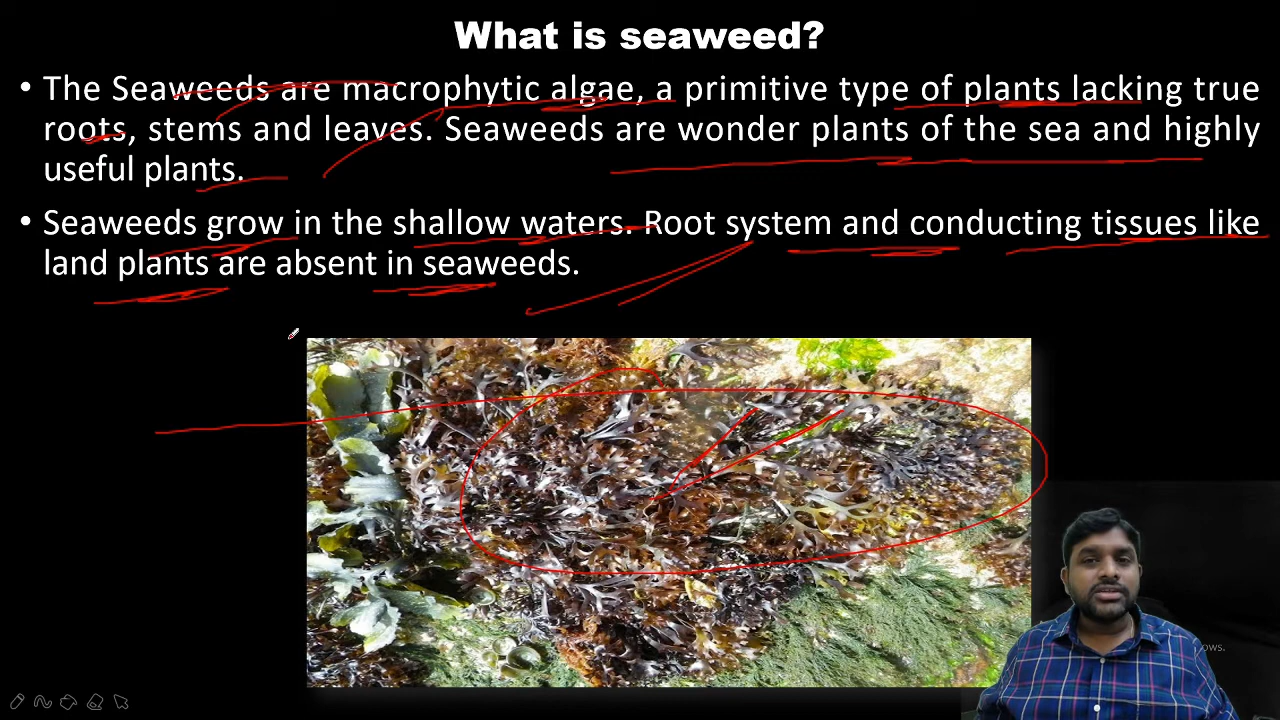 What is seaweed?
• The Seaweeds are macrophytic algae, a primitive type of plants lacking true
roots, stems and leaves. Seaweeds are wonder plants of the sea and highly
useful plants.
• Seaweeds grow in the shallow waters. Root system and conducting tissues like
land plants are absent in seaweeds.
ows.